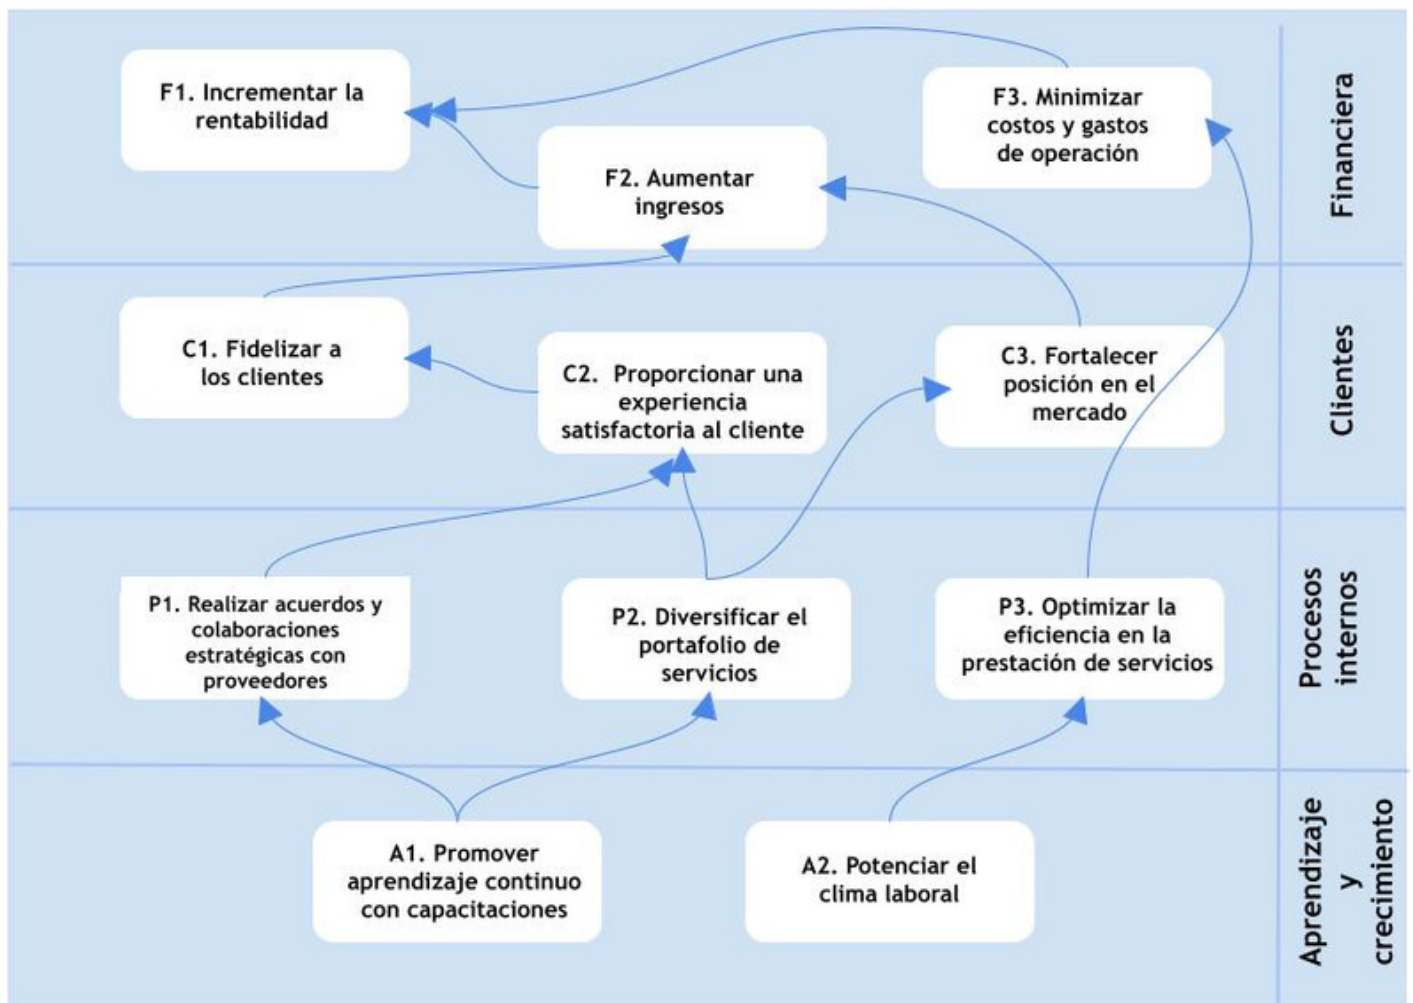 F1. Incrementar la
rentabilidad
F2. Aumentar
ingresos
F3. Minimizar
costos y gastos
de operación
Financiera
C1. Fidelizar a
los clientes
C2. Proporcionar una
experiencia
satisfactoria al cliente
C3. Fortalecer
posición en el
mercado
Clientes
P1. Realizar acuerdos y
colaboraciones
estratégicas con
proveedores
P2. Diversificar el
portafolio de
servicios
P3. Optimizar la
eficiencia en la
prestación de servicios
Procesos
internos
A1. Promover
aprendizaje continuo
con capacitaciones
A2. Potenciar el
clima laboral
Aprendizaje
y
crecimiento